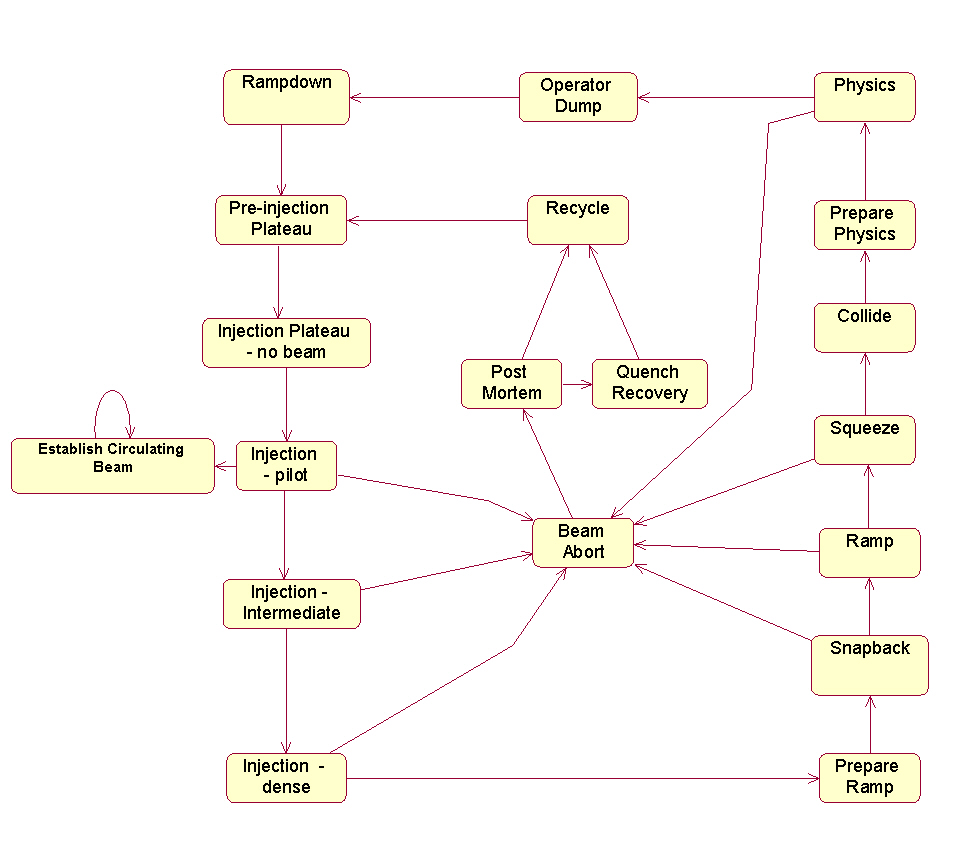 Rampdown
Operator
Dump
Physics
Pre-injection
Plateau
Recycle
Prepare
Physics
Injection Plateau
- no beam
Collide
Post
Mortem
Quench
Recovery
Squeeze
Establish Circulating
Beam
Injection
- pilot
Beam
Abort
Ramp
Injection -
Intermediate
Snapback
Injection -
dense
Prepare
Ramp